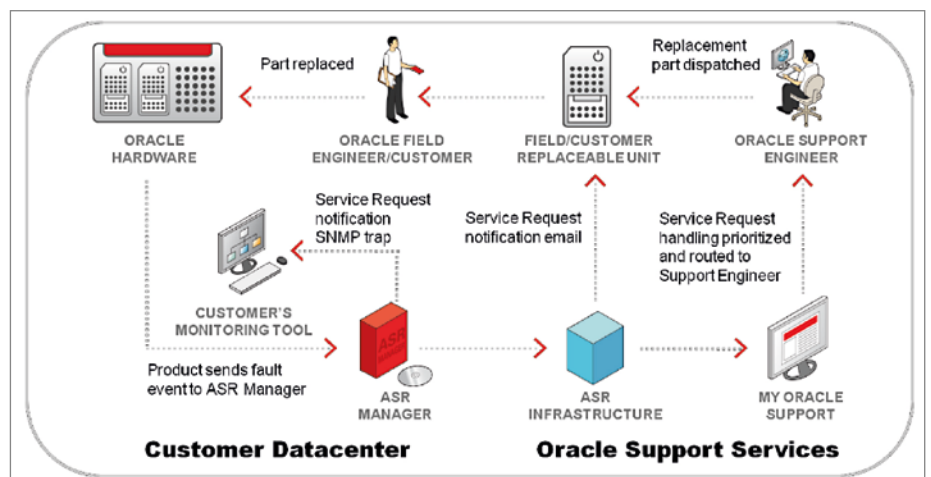 Part replaced
Replacement
part dispatched
ORACLE
HARDWARE
ORACLE FIELD
ENGINEER/CUSTOMER
FIELD/CUSTOMER
REPLACEABLE UNIT
ORACLE SUPPORT
ENGINEER
Service Request
notification
SNMP trap
Service Request
notification email
Service Request
handling prioritized
and routed to
Support Engineer
CUSTOMER'S
MONITORING TOOL
Product sends fault
event to ASR Manager
ASR
MANAGER
ASR
MANAGER
ASR
INFRASTRUCTURE
MY ORACLE
SUPPORT
Customer Datacenter
Oracle Support Services